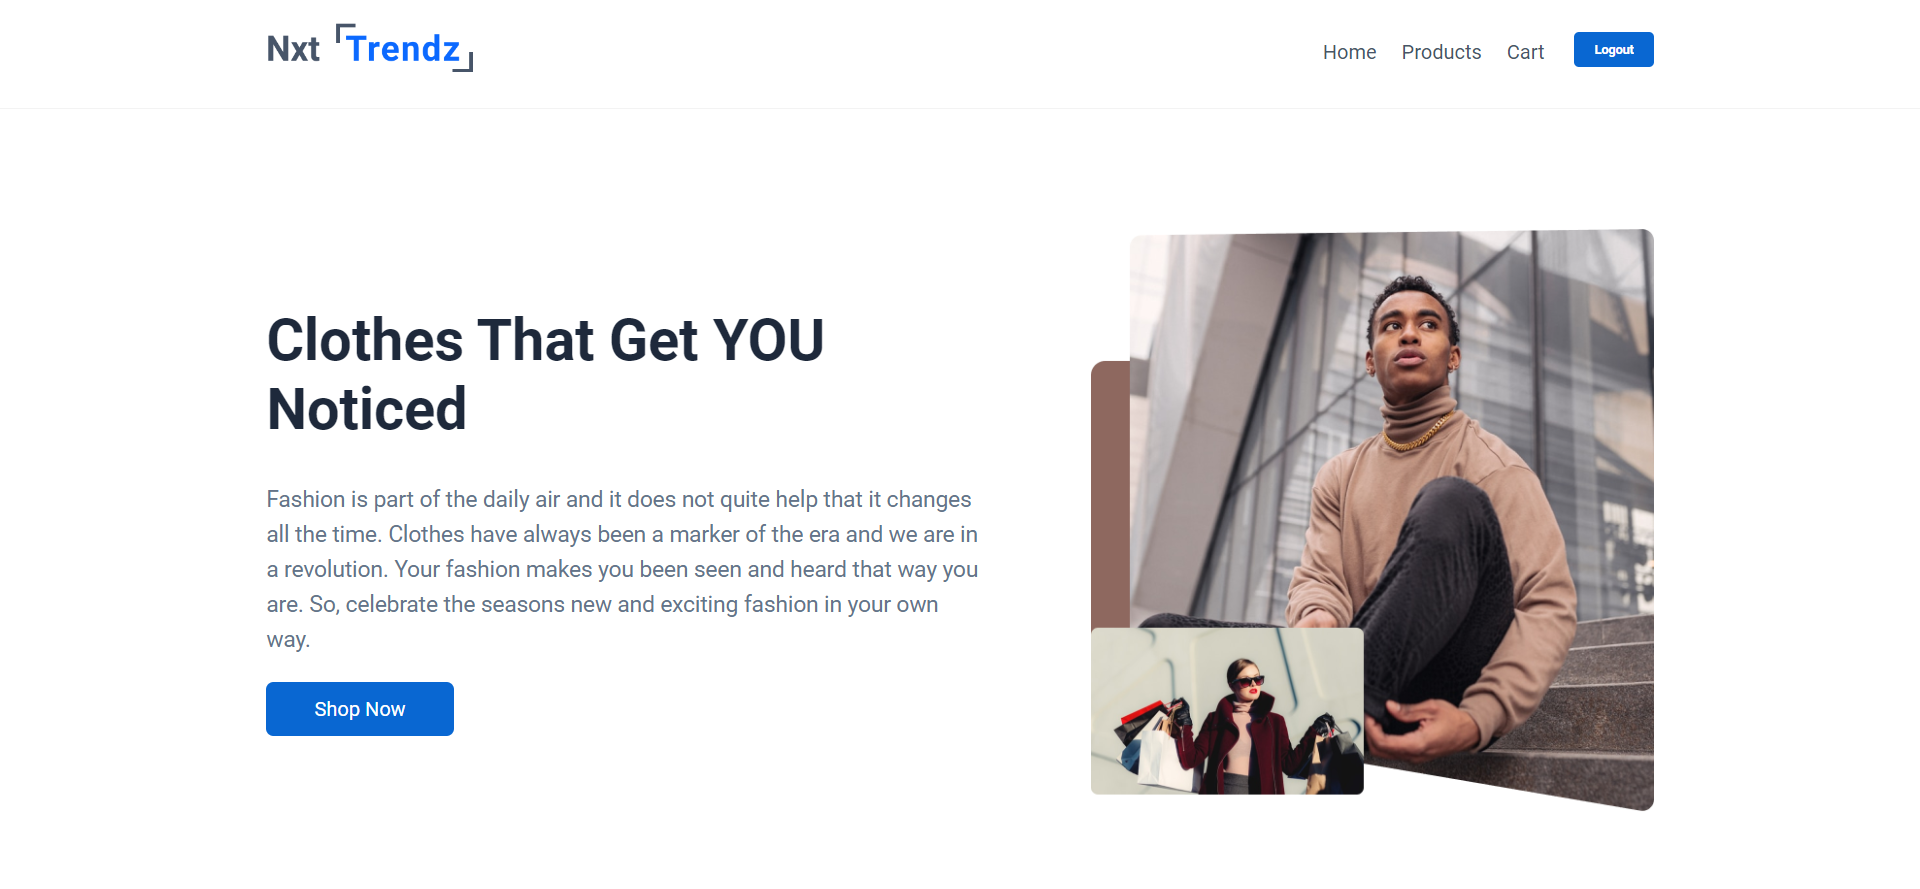 Nxt Trendz
Home Products Cart Logout
Clothes That Get YOU
Noticed
Fashion is part of the daily air and it does not quite help that it changes
all the time. Clothes have always been a marker of the era and we are in
a revolution. Your fashion makes you been seen and heard that way you
are. So, celebrate the seasons new and exciting fashion in your own
way.
Shop Now